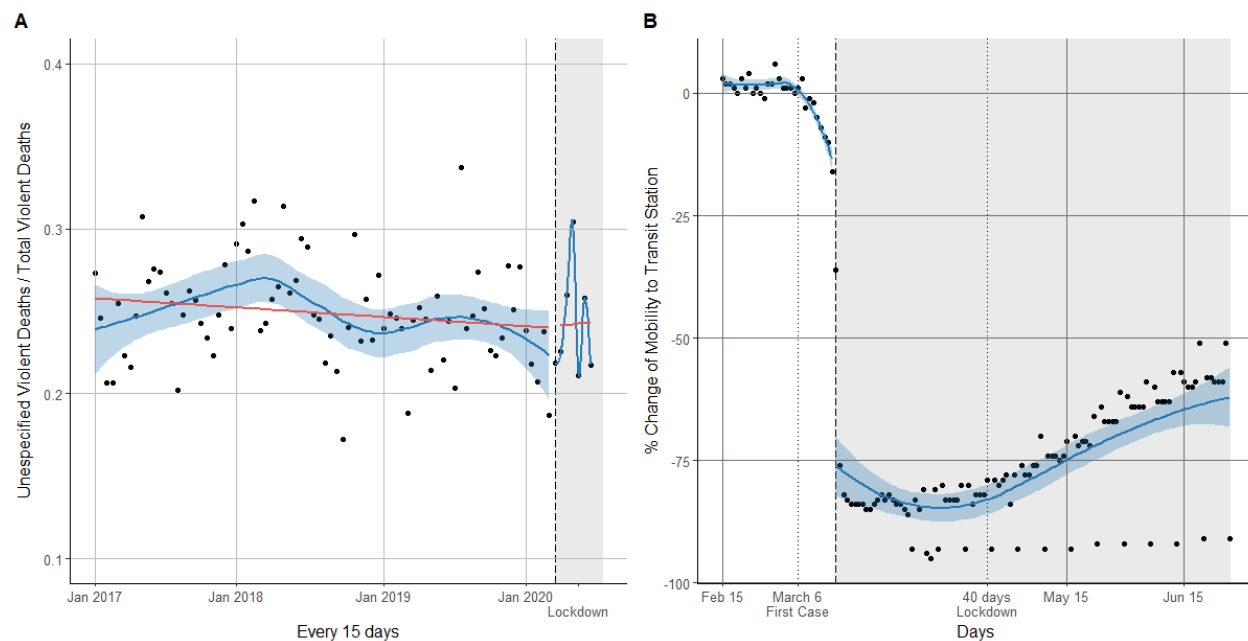 A
Unespecified Violent Deaths / Total Violent Deaths
0.4
0.3
0.2
0.1
Jan 2017
Jan 2018
Jan 2019
Jan 2020
Lockdown
Every 15 days
B
% Change of Mobility to Transit Station
0
-25
-50
-75
-100
Feb 15
March 6
First Case
40 days
Lockdown
May 15
Jun 15
Days